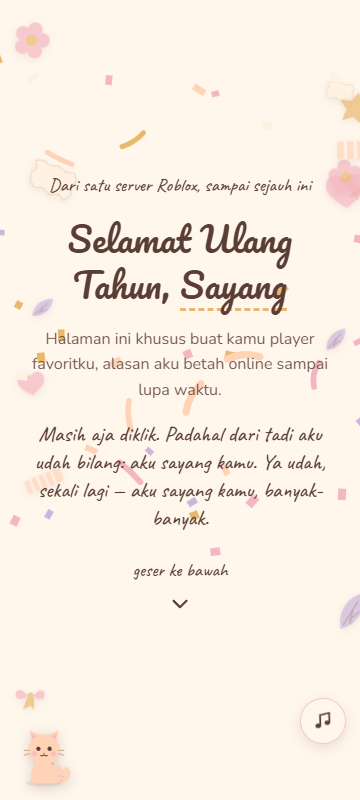 Dari satu server Roblox, sampai sejauh ini
Selamat Ulang
Tahun, Sayang
Halaman ini khusus buat kamu player
favoritku, alasan aku betah online sampai
lupa waktu.
Masih aja diklik. Padahal dari tadi aku
udah bilang: aku sayang kamu. Ya udah,
sekali lagi — aku sayang kamu, banyak-
banyak.
geser ke bawah